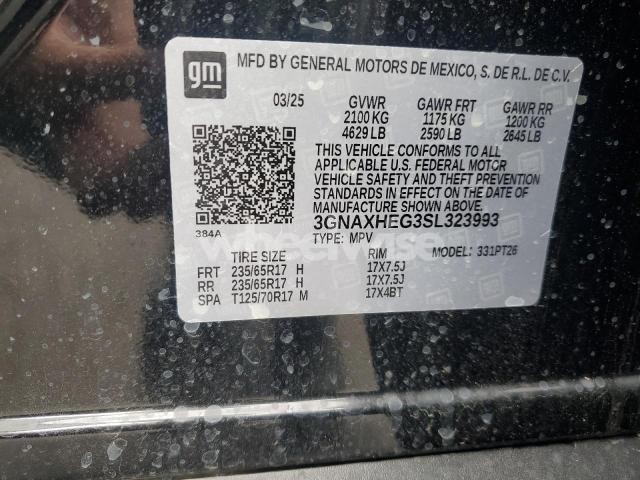 gm
MFD BY GENERAL MOTORS DE MEXICO, S. DE R.L. DE C.V.
03/25 GVWR GAWR FRT GAWR RR
2100 KG 1175 KG 1200 KG
4629 LB 2590 LB 2645 LB
THIS VEHICLE CONFORMS TO ALL
APPLICABLE U.S. FEDERAL MOTOR
VEHICLE SAFETY AND THEFT PREVENTION
STANDARDS IN EFFECT ON THE DATE OF
MANUFACTURE SHOWN ABOVE.
384A 3GNAXHEG3SL323993
TYPE: MPV MODEL: 331PT26
TIRE SIZE RIM
FRT 235/65R17 H 17X7.5J
RR 235/65R17 H 17X7.5J
SPA T125/70R17 M 17X4BT